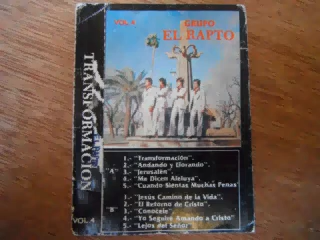 VOL. 4
GRUPO
EL RAPTO
TRANSFORMACION
VOL. 4
"A"
1.- "Transformación".
2.- "Andando y Llorando".
3.- "Jerusalén"
4.- "Me Dicen Aleluya"
5.- "Cuando Sientas Muchas Penas"
"B"
1.- "Jesús Camino de la Vida".
2.- "El Retorno de Cristo".
3.- "Conócele"
4.- "Yo Seguiré Amando a Cristo"
5.- "Lejos del Señor"